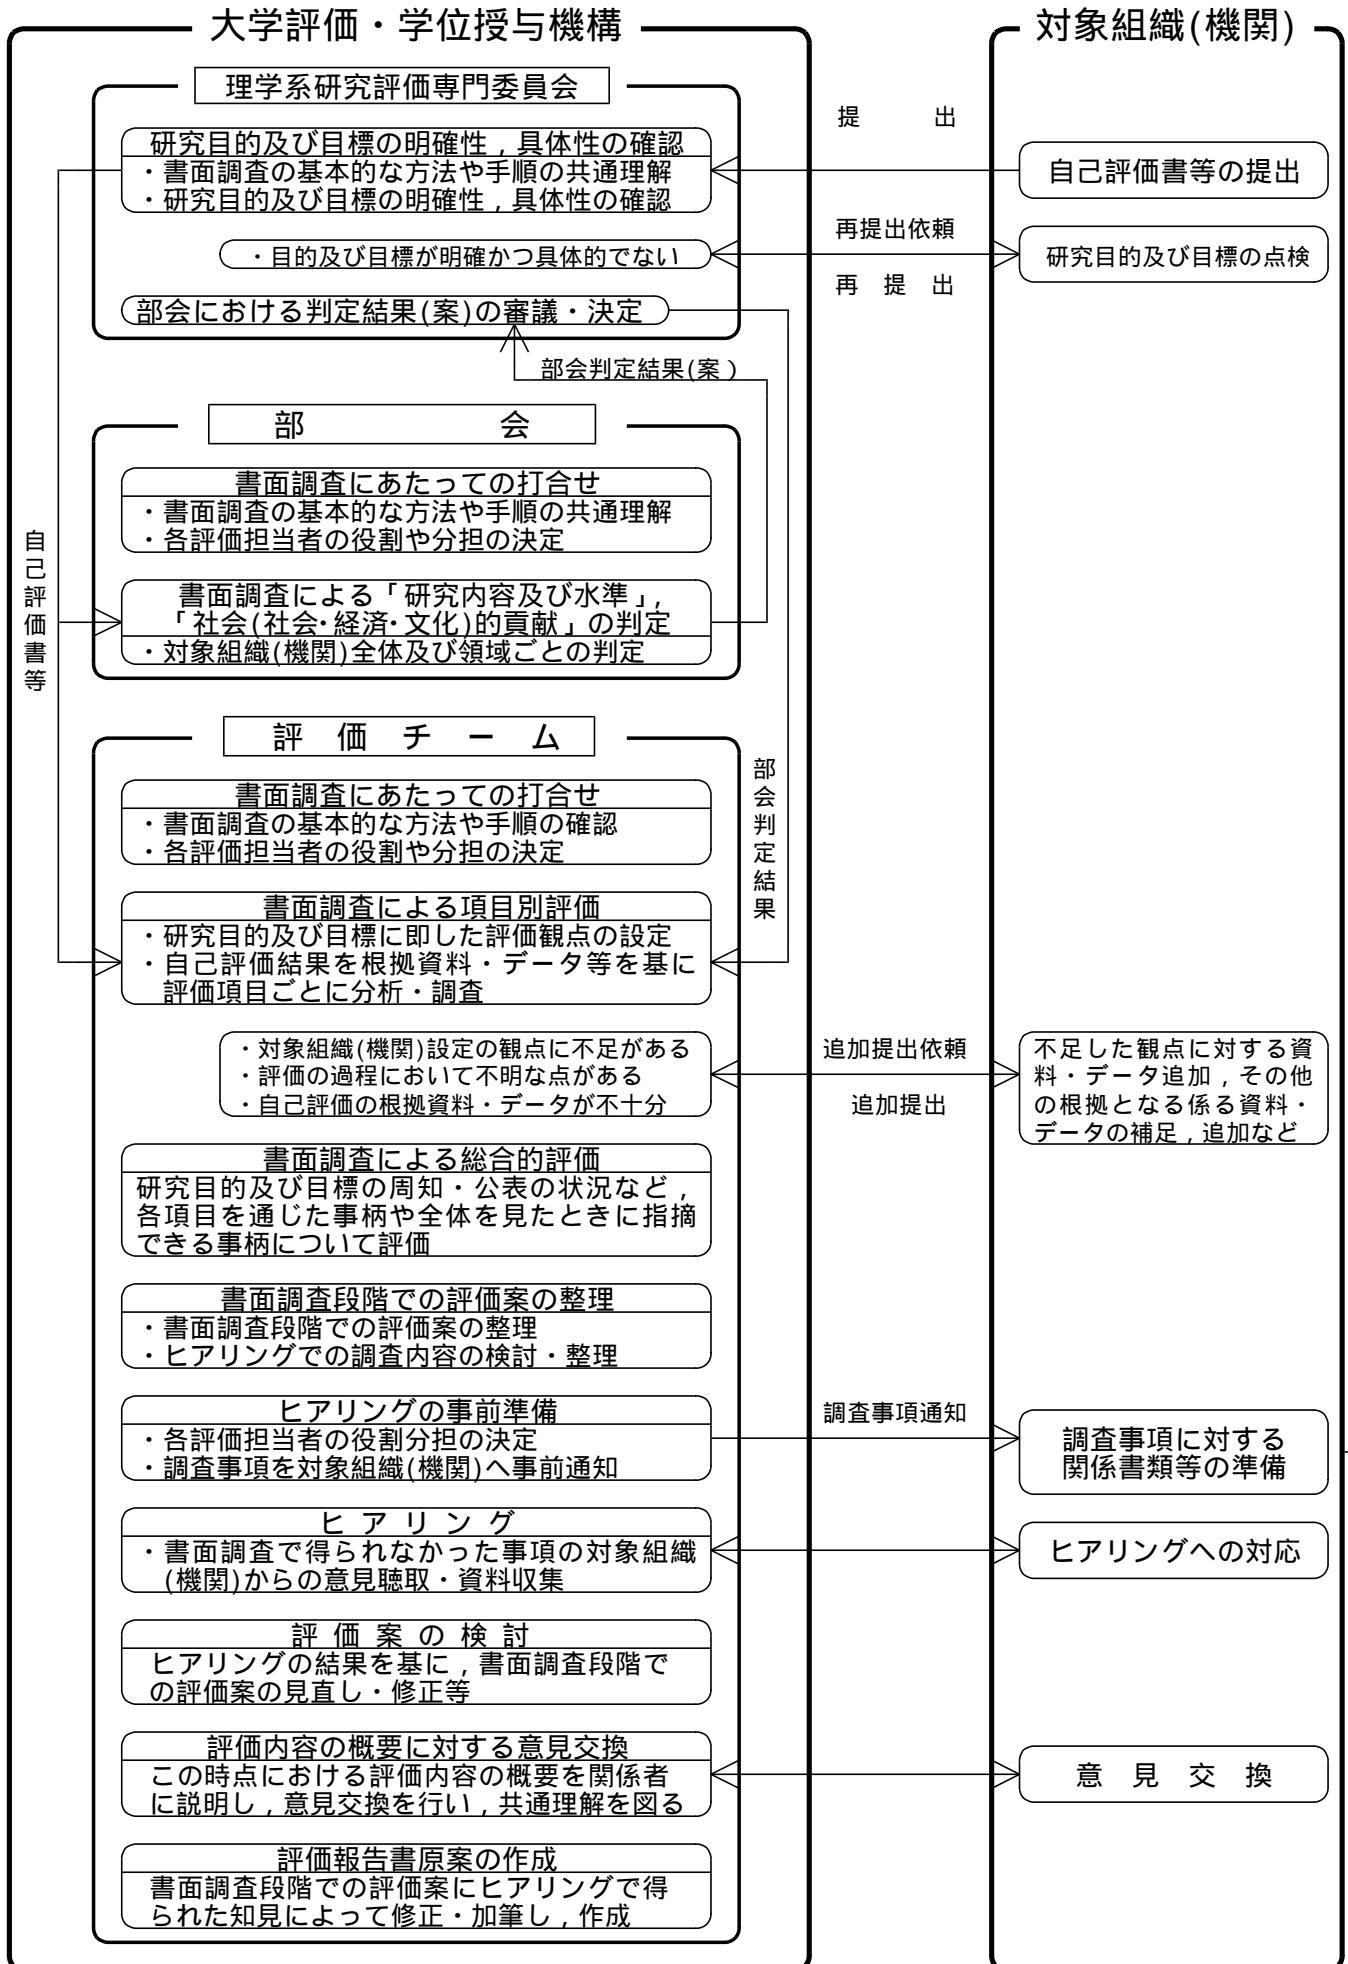 大学評価・学位授与機構
対象組織(機関)
理学系研究評価専門委員会
提　出
研究目的及び目標の明確性，具体性の確認
・書面調査の基本的な方法や手順の共通理解
・研究目的及び目標の明確性，具体性の確認
自己評価書等の提出
再提出依頼
・目的及び目標が明確かつ具体的でない
研究目的及び目標の点検
再　提　出
部会における判定結果(案)の審議・決定
部会判定結果(案)
部　会
書面調査にあたっての打合せ
・書面調査の基本的な方法や手順の共通理解
・各評価担当者の役割や分担の決定
自己評価書等
書面調査による「研究内容及び水準」，
「社会(社会・経済・文化)的貢献」の判定
・対象組織(機関)全体及び領域ごとの判定
評　価　チ　ー　ム
部会判定結果
書面調査にあたっての打合せ
・書面調査の基本的な方法や手順の確認
・各評価担当者の役割や分担の決定
書面調査による項目別評価
・研究目的及び目標に即した評価観点の設定
・自己評価結果を根拠資料・データ等を基に
評価項目ごとに分析・調査
・対象組織(機関)設定の観点に不足がある
・評価の過程において不明な点がある
・自己評価の根拠資料・データが不十分
追加提出依頼
追加提出
不足した観点に対する資
料・データ追加，その他
の根拠となる係る資料・
データの補足，追加など
書面調査による総合的評価
研究目的及び目標の周知・公表の状況など，
各項目を通じた事柄や全体を見たときに指摘
できる事柄について評価
書面調査段階での評価案の整理
・書面調査段階での評価案の整理
・ヒアリングでの調査内容の検討・整理
ヒアリングの事前準備
・各評価担当者の役割分担の決定
・調査事項を対象組織(機関)へ事前通知
調査事項通知
調査事項に対する
関係書類等の準備
ヒ　ア　リ　ン　グ
・書面調査で得られなかった事項の対象組織
(機関)からの意見聴取・資料収集
ヒアリングへの対応
評　価　案　の　検　討
ヒアリングの結果を基に，書面調査段階で
の評価案の見直し・修正等
評価内容の概要に対する意見交換
この時点における評価内容の概要を関係者
に説明し，意見交換を行い，共通理解を図る
意　見　交　換
評価報告書原案の作成
書面調査段階での評価案にヒアリングで得
られた知見によって修正・加筆し，作成